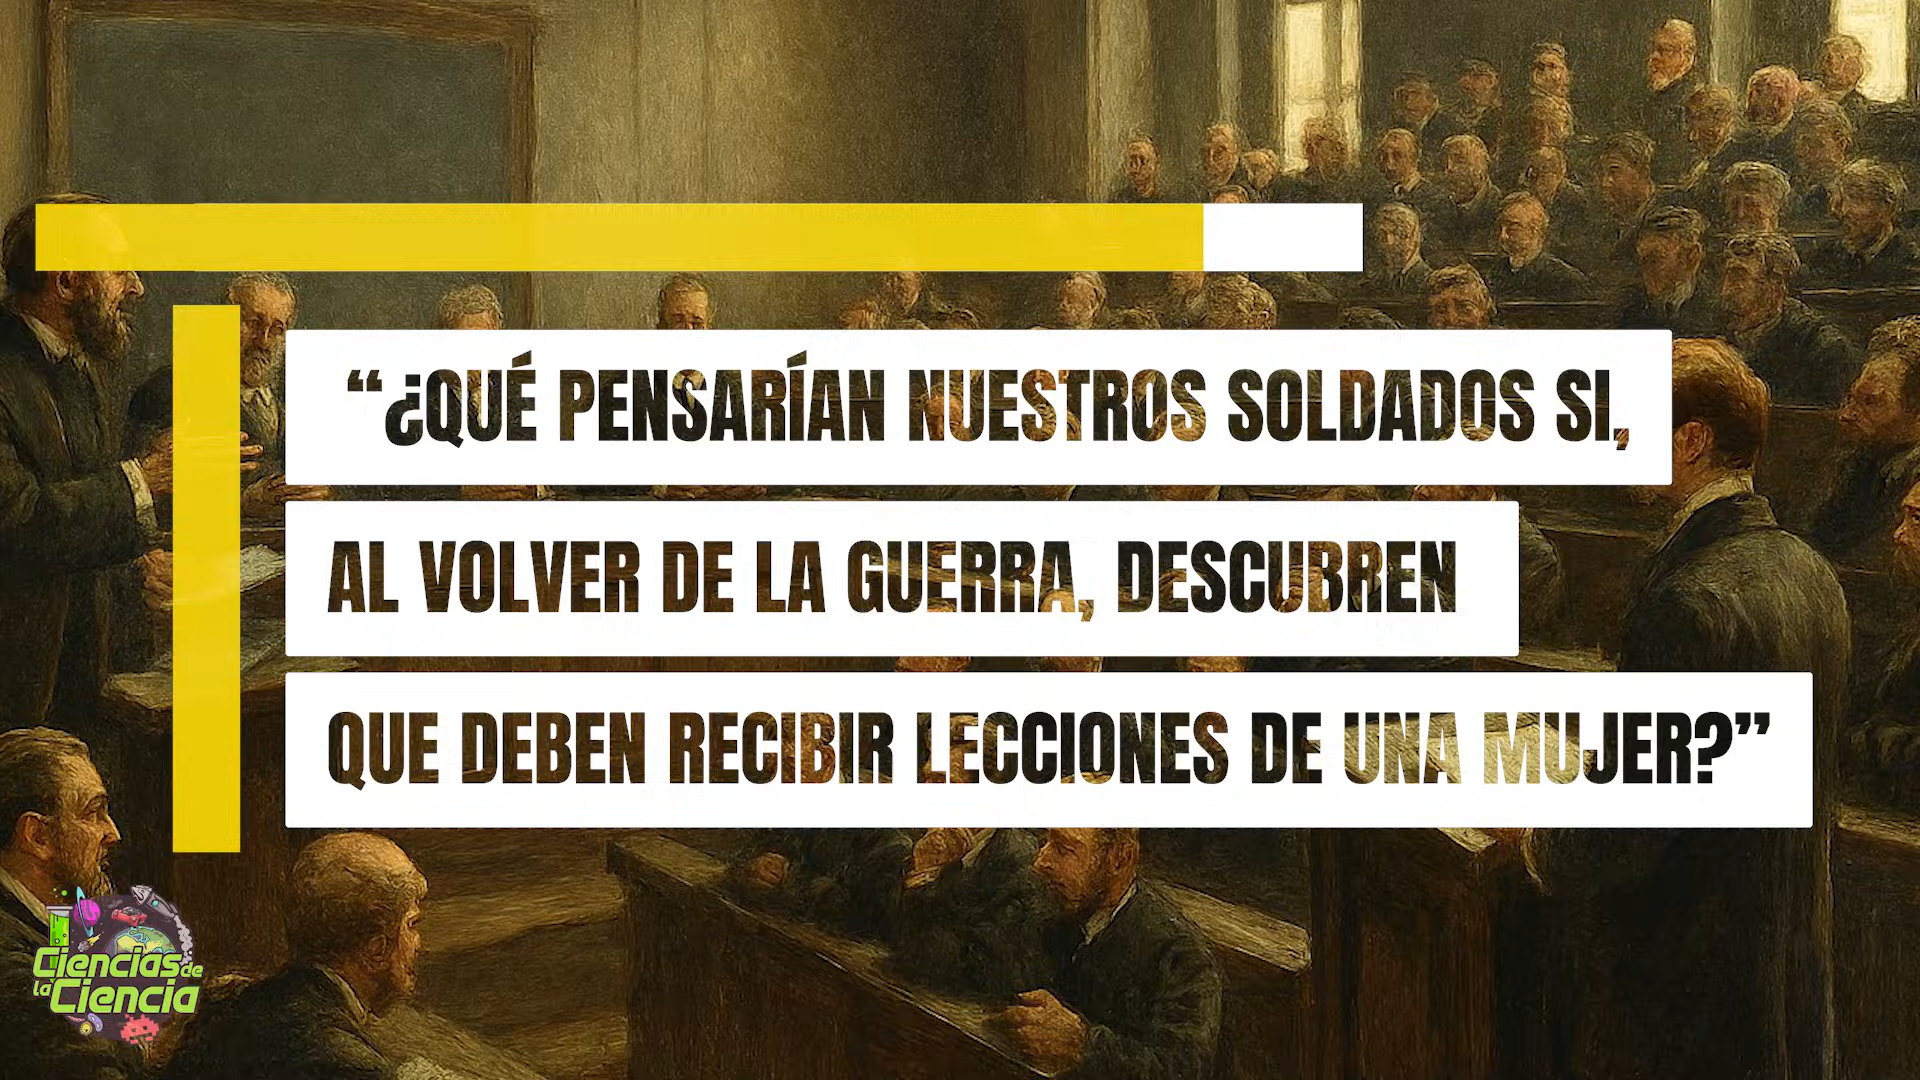 “¿QUÉ PENSARÍAN NUESTROS SOLDADOS SI,
AL VOLVER DE LA GUERRA, DESCUBREN
QUE DEBEN RECIBIR LECCIONES DE UNA MUJER?”
Ciencias de
la Ciencia